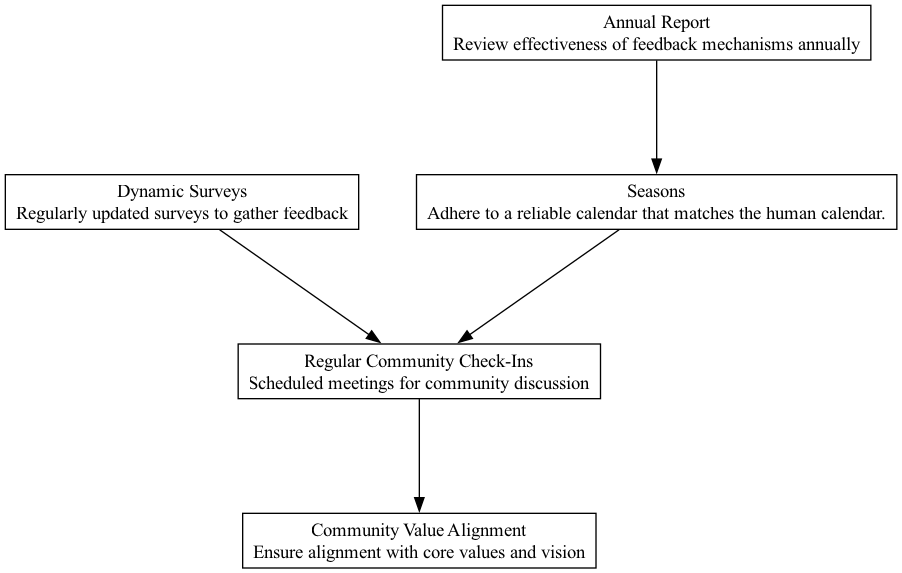 Annual Report
Review effectiveness of feedback mechanisms annually
Dynamic Surveys
Regularly updated surveys to gather feedback
Seasons
Adhere to a reliable calendar that matches the human calendar.
Regular Community Check-Ins
Scheduled meetings for community discussion
Community Value Alignment
Ensure alignment with core values and vision